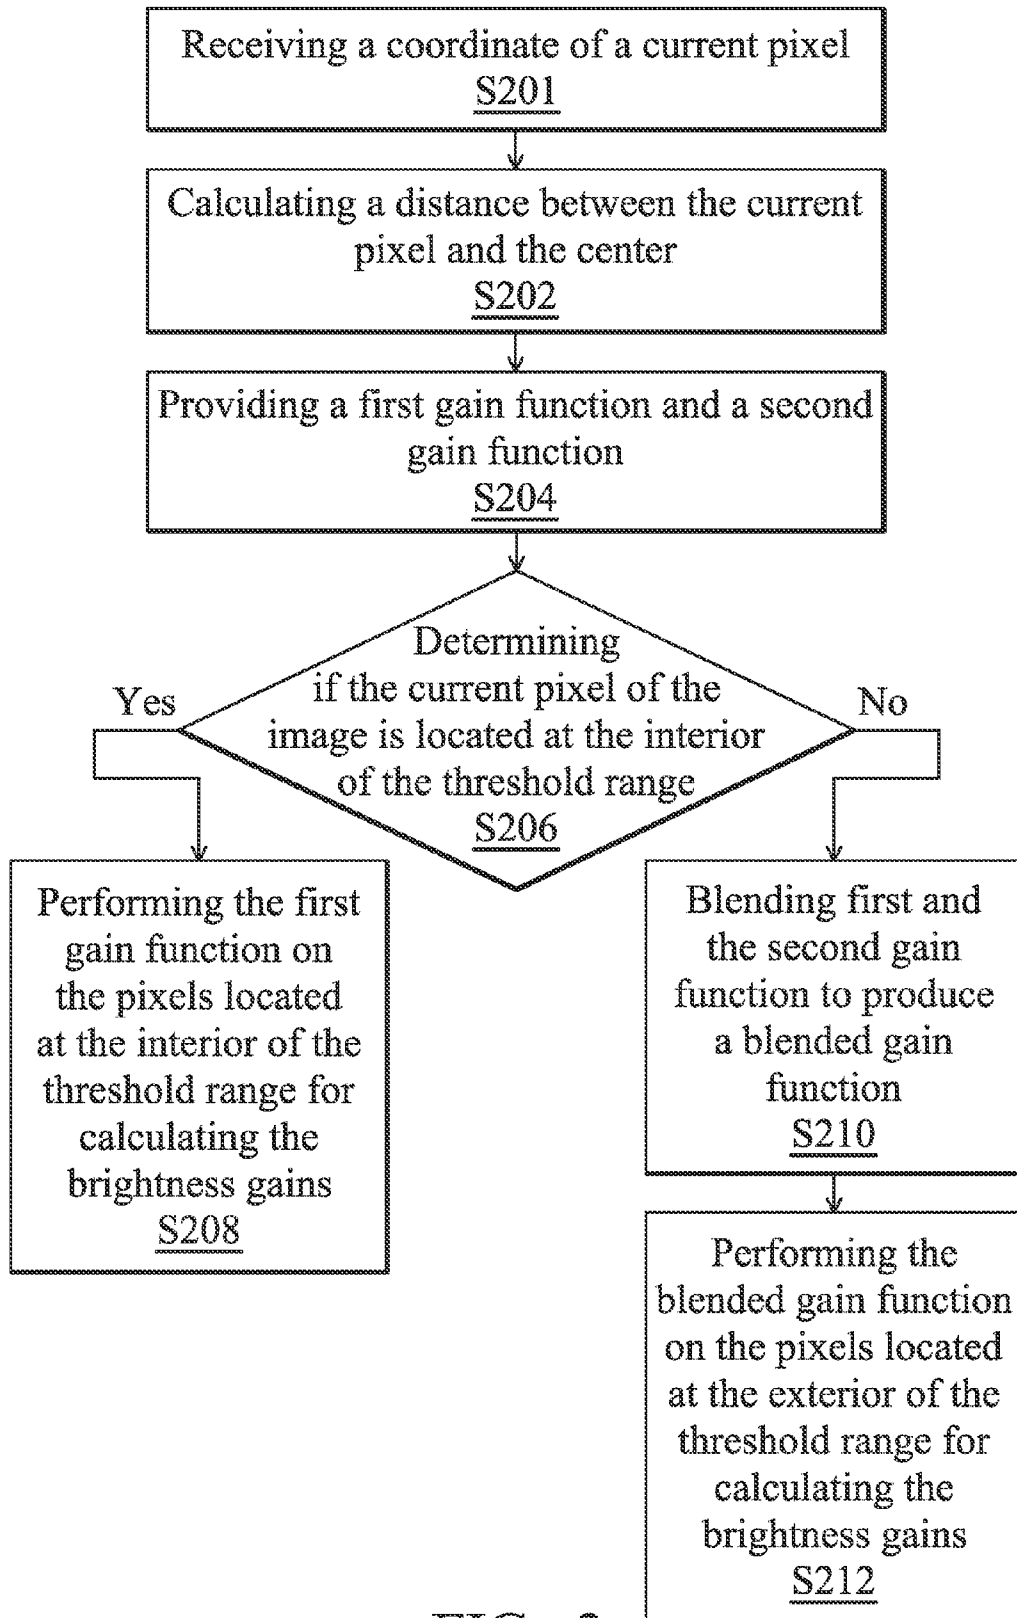 Receiving a coordinate of a current pixel
S201
Calculating a distance between the current
pixel and the center
S202
Providing a first gain function and a second
gain function
S204
Determining
if the current pixel of the
image is located at the interior
of the threshold range
S206
Yes
No
Performing the first
gain function on
the pixels located
at the interior of the
threshold range for
calculating the
brightness gains
S208
Blending first and
the second gain
function to produce
a blended gain
function
S210
Performing the
blended gain function
on the pixels located
at the exterior of the
threshold range for
calculating the
brightness gains
S212
FIG.